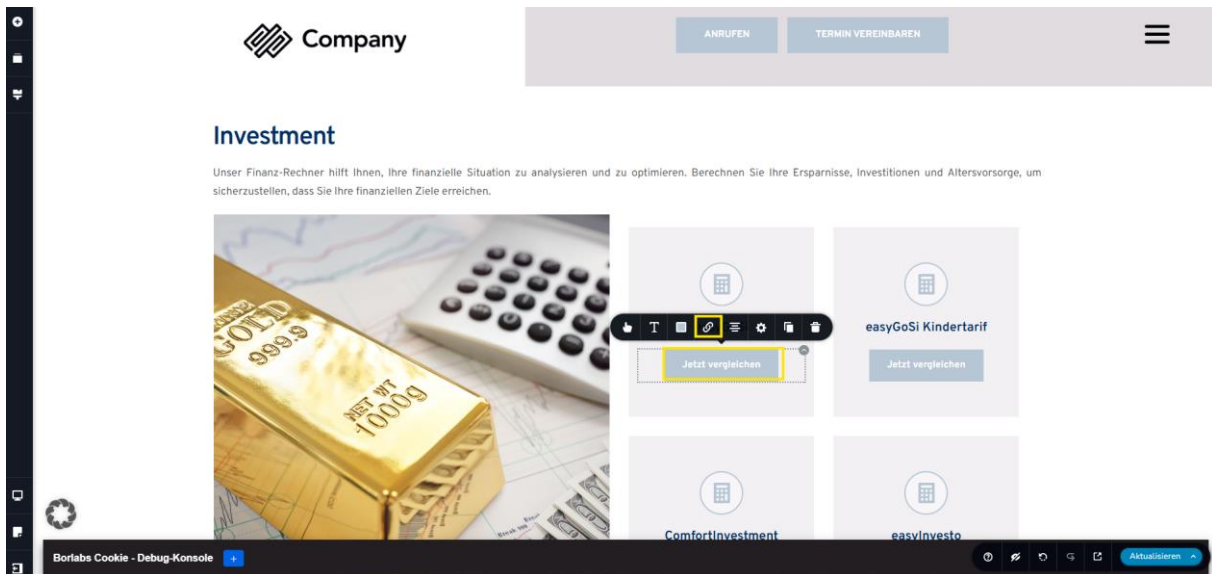 Company
ANRUFEN
TERMIN VEREINBAREN
Investment
Unser Finanz-Rechner hilft Ihnen, Ihre finanzielle Situation zu analysieren und zu optimieren. Berechnen Sie Ihre Ersparnisse, Investitionen und Altersvorsorge, um
sicherzustellen, dass Sie Ihre finanziellen Ziele erreichen.
GOLD
999.9
NET WT
1000g
T
easyGoSi Kindertarif
Jetzt vergleichen
Jetzt vergleichen
ComfortInvestment
easyInvesto
Borlabs Cookie - Debug-Konsole
+
Aktualisieren